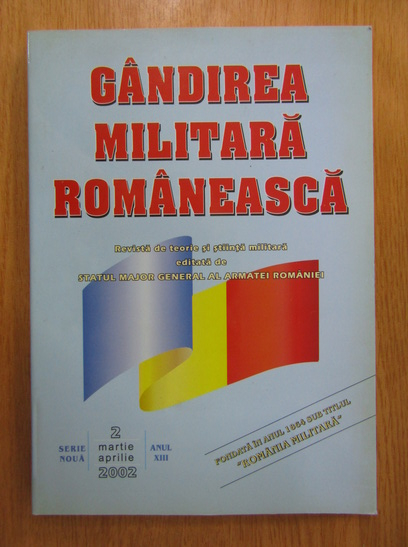 GÂNDIREA
MILITARĂ
ROMÂNEASCĂ
Revistă de teorie și știință militară
editată de
STATUL MAJOR GENERAL AL ARMATEI ROMÂNIEI
SERIE
NOUĂ
2
martie
aprilie
2002
ANUL
XIII
FONDATĂ ÎN ANUL 1864 SUB TITLUL
"ROMÂNIA MILITARĂ"